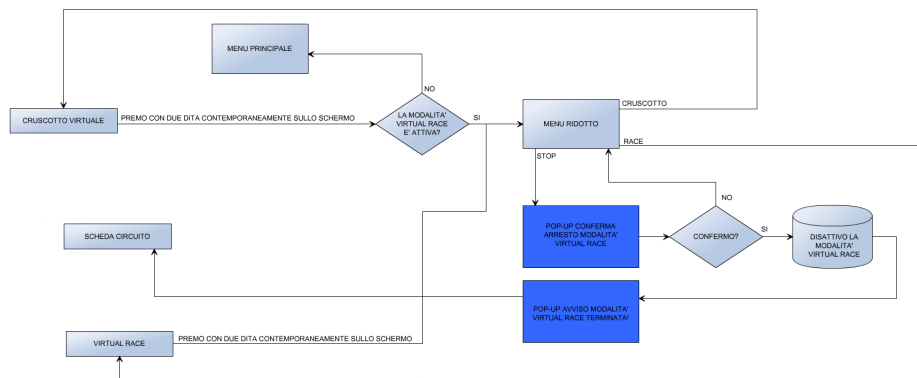 MENU PRINCIPALE
NO
CRUSCOTTO
CRUSCOTTO VIRTUALE
PREMO CON DUE DITA CONTEMPORANEAMENTE SULLO SCHERMO
LA MODALITA'
VIRTUAL RACE
E' ATTIVA?
SI
MENU RIDOTTO
RACE
STOP
NO
SCHEDA CIRCUITO
POP-UP CONFERMA
ARRESTO MODALITA'
VIRTUAL RACE
CONFERMO?
SI
DISATTIVO LA
MODALITA'
VIRTUAL RACE
POP-UP AVVISO MODALITA'
VIRTUAL RACE TERMINATA!
VIRTUAL RACE
PREMO CON DUE DITA CONTEMPORANEAMENTE SULLO SCHERMO